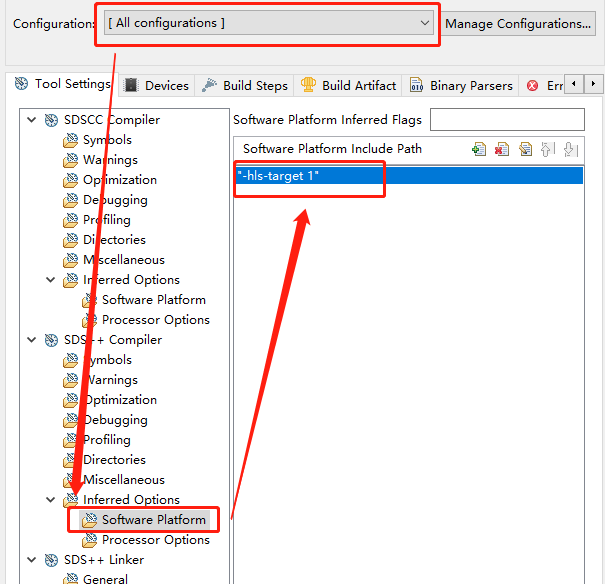 Configuration:
[ All configurations ]
Manage Configurations...
Tool Settings
Devices
Build Steps
Build Artifact
Binary Parsers
Err
SDSCC Compiler
Symbols
Warnings
Optimization
Debugging
Profiling
Directories
Miscellaneous
Inferred Options
Software Platform
Processor Options
SDS++ Compiler
Symbols
Warnings
Optimization
Debugging
Profiling
Directories
Miscellaneous
Inferred Options
Software Platform
Processor Options
SDS++ Linker
General
Software Platform Inferred Flags
Software Platform Include Path
"-hls-target 1"